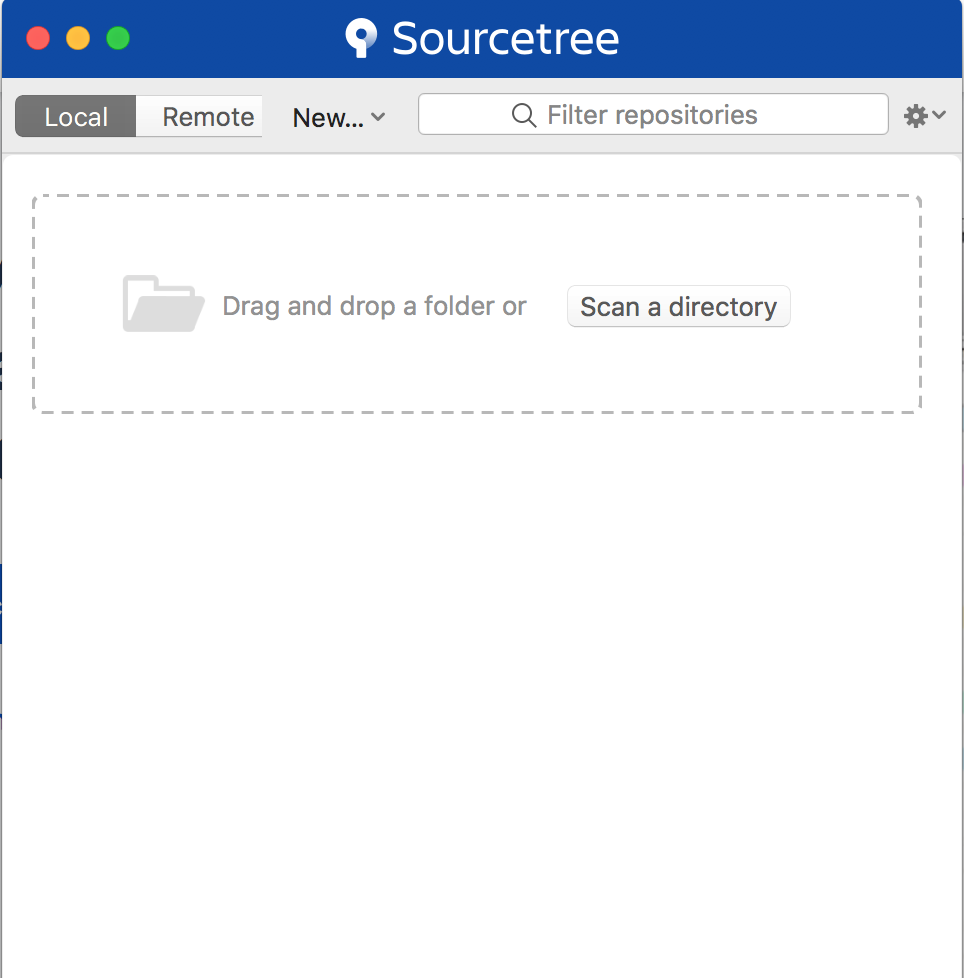 Sourcetree
Local Remote New... Filter repositories
Drag and drop a folder or Scan a directory